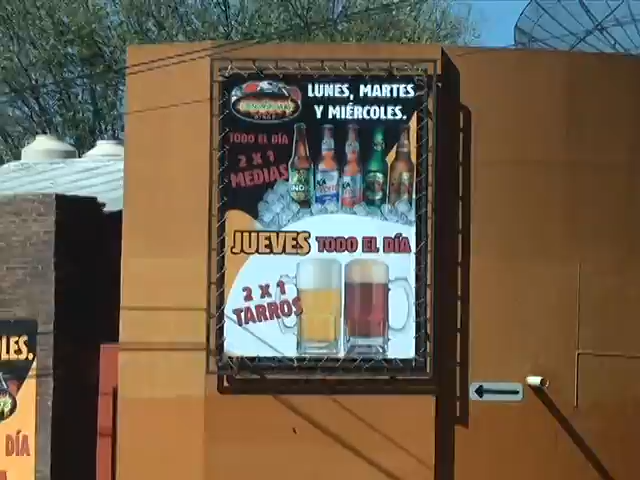 LUNES, MARTES
Y MIÉRCOLES.
TODO EL DÍA
2 X 1
MEDIAS
JUEVES TODO EL DÍA
2 X 1
TARROS
LES.
DÍA